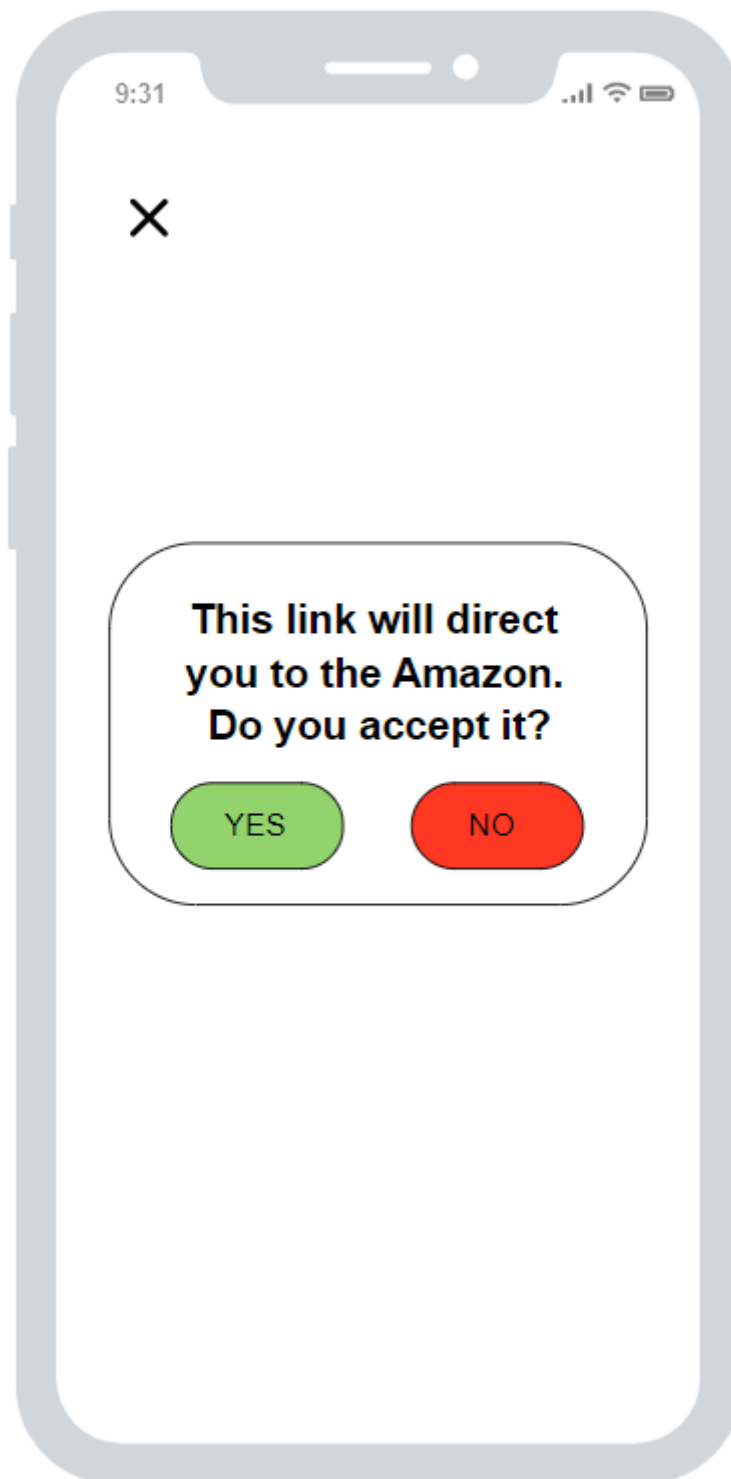 9:31
This link will direct
you to the Amazon.
Do you accept it?
YES
NO